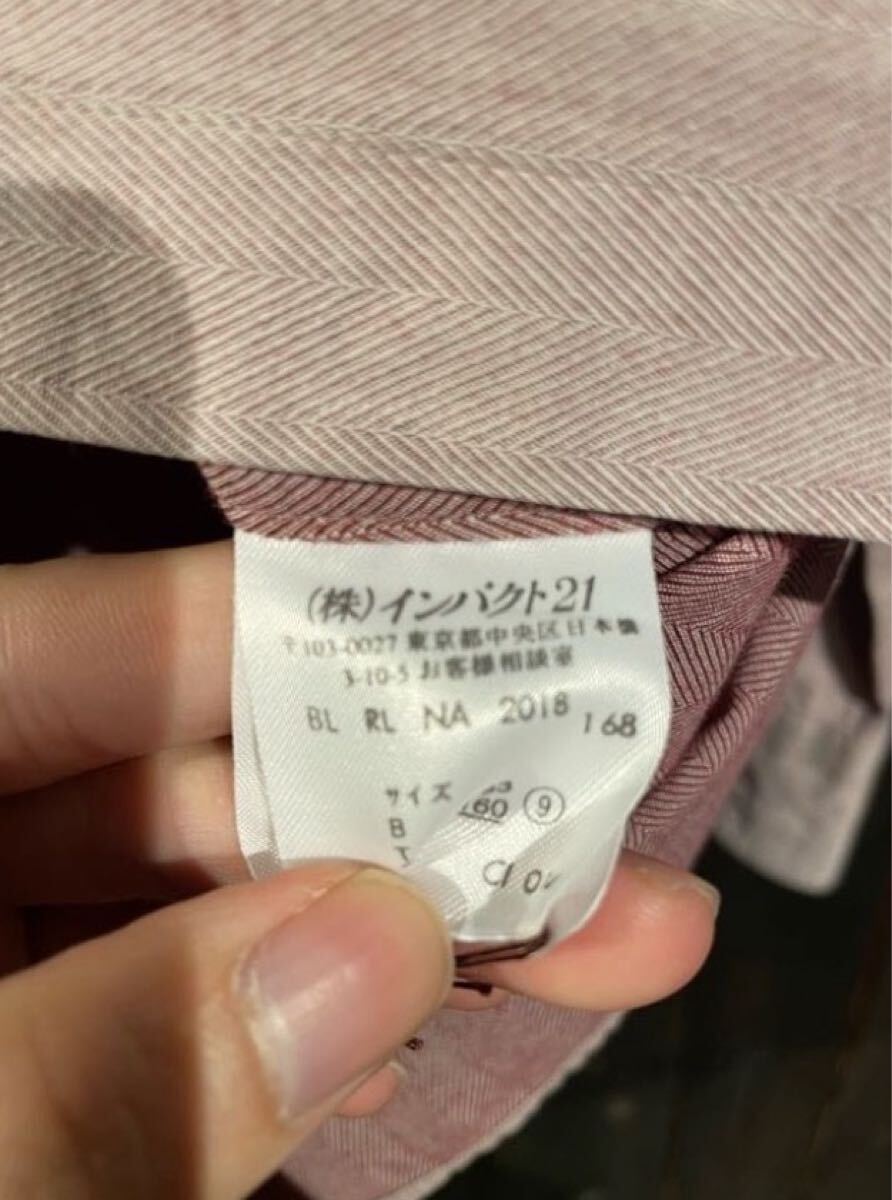 (株)インパクト21
〒103-0027 東京都中央区日本橋
3-10-5 お客様相談室
BL RL NA 2018 168
サイズ 160 ⑨
B